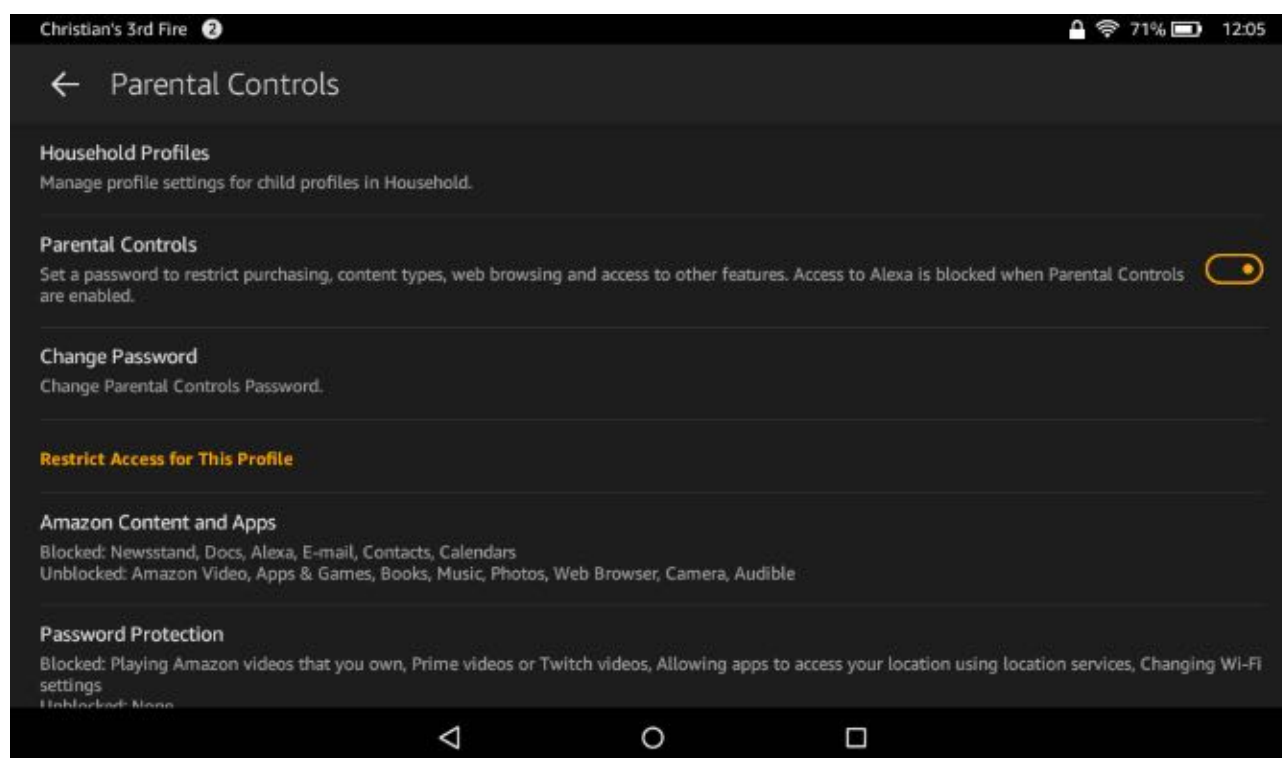 Christian's 3rd Fire 2 71% 12:05
Parental Controls
Household Profiles
Manage profile settings for child profiles in Household.
Parental Controls
Set a password to restrict purchasing, content types, web browsing and access to other features. Access to Alexa is blocked when Parental Controls
are enabled.
Change Password
Change Parental Controls Password.
Restrict Access for This Profile
Amazon Content and Apps
Blocked: Newsstand, Docs, Alexa, E-mail, Contacts, Calendars
Unblocked: Amazon Video, Apps & Games, Books, Music, Photos, Web Browser, Camera, Audible
Password Protection
Blocked: Playing Amazon videos that you own, Prime videos or Twitch videos, Allowing apps to access your location using location services, Changing Wi-Fi
settings
Unblocked: None